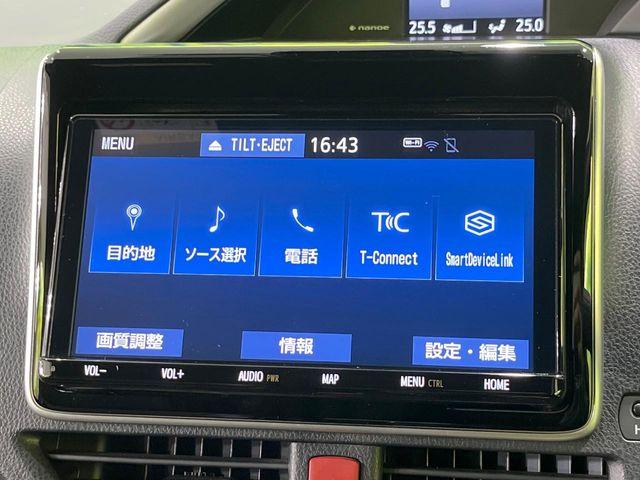 nanoe
25.5 25.0
MENU TILT·EJECT 16:43 Wi-Fi
目的地 ソース選択 電話 T-Connect SmartDeviceLink
画質調整 情報 設定・編集
VOL- VOL+ AUDIO PWR MAP MENU CTRL HOME